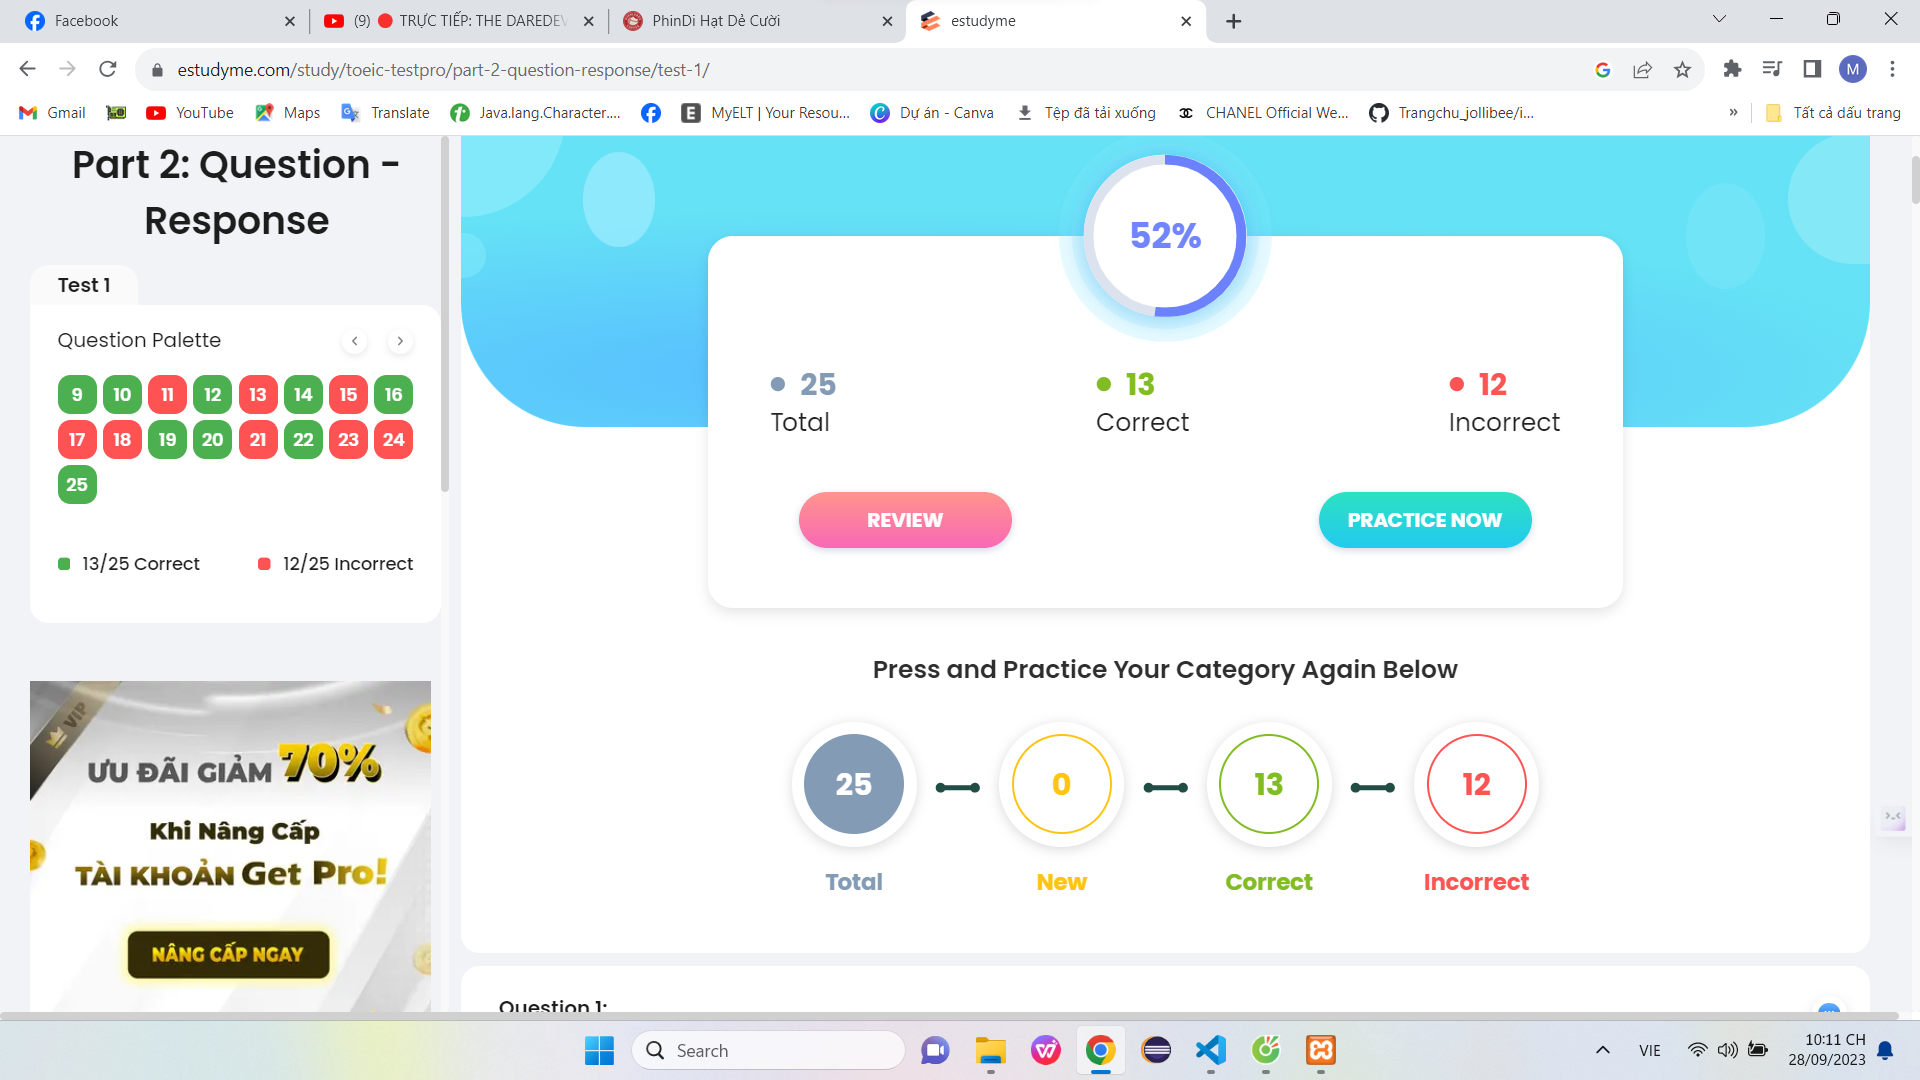 Facebook
(9) 🔴 TRỰC TIẾP: THE DAREDEV
PhinDi Hạt Dẻ Cười
estudyme
estudyme.com/study/toeic-testpro/part-2-question-response/test-1/
M
Gmail
YouTube
Maps
Translate
Java.lang.Character....
MyELT | Your Resou...
Dự án - Canva
Tệp đã tải xuống
CHANEL Official We...
Trangchu_jollibee/i...
»
Tất cả dấu trang
Part 2: Question -
Response
Test 1
Question Palette
9 10 11 12 13 14 15 16
17 18 19 20 21 22 23 24
25
13/25 Correct
12/25 Incorrect
VIP
ƯU ĐÃI GIẢM 70%
Khi Nâng Cấp
TÀI KHOẢN Get Pro!
NÂNG CẤP NGAY
52%
25
Total
13
Correct
12
Incorrect
REVIEW
PRACTICE NOW
Press and Practice Your Category Again Below
25
0
13
12
Total
New
Correct
Incorrect
Question 1:
Search
VIE
10:11 CH
28/09/2023